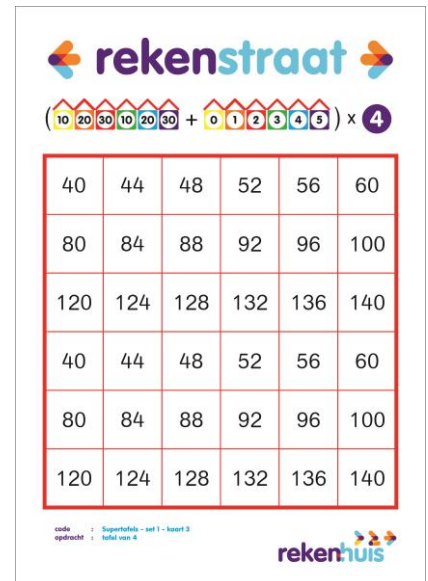 rekenstraat
(10 20 30 10 20 30 + 0 1 2 3 4 5) x 4
40 44 48 52 56 60
80 84 88 92 96 100
120 124 128 132 136 140
40 44 48 52 56 60
80 84 88 92 96 100
120 124 128 132 136 140
code : Supertafels - set 1 - kaart 3
opdracht : tafel van 4
rekenhuis